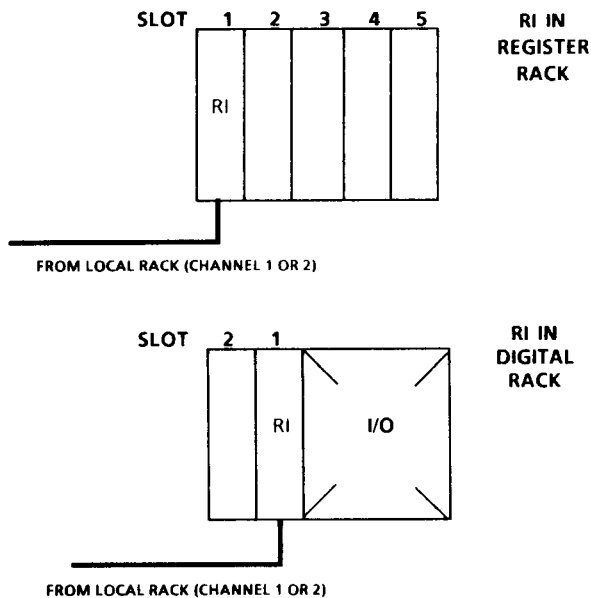 SLOT 1 2 3 4 5
RI IN
REGISTER
RACK
RI
FROM LOCAL RACK (CHANNEL 1 OR 2)
SLOT 2 1
RI IN
DIGITAL
RACK
RI I/O
FROM LOCAL RACK (CHANNEL 1 OR 2)